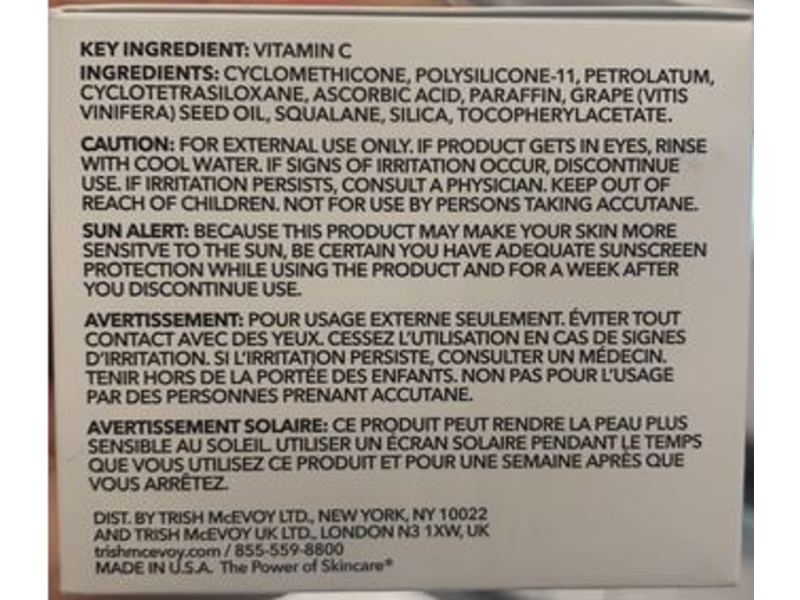 KEY INGREDIENT: VITAMIN C
INGREDIENTS: CYCLOMETHICONE, POLYSILICONE-11, PETROLATUM,
CYCLOTETRASILOXANE, ASCORBIC ACID, PARAFFIN, GRAPE (VITIS
VINIFERA) SEED OIL, SQUALANE, SILICA, TOCOPHERYLACETATE.
CAUTION: FOR EXTERNAL USE ONLY. IF PRODUCT GETS IN EYES, RINSE
WITH COOL WATER. IF SIGNS OF IRRITATION OCCUR, DISCONTINUE
USE. IF IRRITATION PERSISTS, CONSULT A PHYSICIAN. KEEP OUT OF
REACH OF CHILDREN. NOT FOR USE BY PERSONS TAKING ACCUTANE.
SUN ALERT: BECAUSE THIS PRODUCT MAY MAKE YOUR SKIN MORE
SENSITVE TO THE SUN, BE CERTAIN YOU HAVE ADEQUATE SUNSCREEN
PROTECTION WHILE USING THE PRODUCT AND FOR A WEEK AFTER
YOU DISCONTINUE USE.
AVERTISSEMENT: POUR USAGE EXTERNE SEULEMENT. ÉVITER TOUT
CONTACT AVEC DES YEUX. CESSEZ L'UTILISATION EN CAS DE SIGNES
D'IRRITATION. SI L'IRRITATION PERSISTE, CONSULTER UN MÉDECIN.
TENIR HORS DE LA PORTÉE DES ENFANTS. NON PAS POUR L'USAGE
PAR DES PERSONNES PRENANT ACCUTANE.
AVERTISSEMENT SOLAIRE: CE PRODUIT PEUT RENDRE LA PEAU PLUS
SENSIBLE AU SOLEIL. UTILISER UN ÉCRAN SOLAIRE PENDANT LE TEMPS
QUE VOUS UTILISEZ CE PRODUIT ET POUR UNE SEMAINE APRÈS QUE
VOUS ARRÊTEZ.
DIST. BY TRISH McEVOY LTD., NEW YORK, NY 10022
AND TRISH McEVOY UK LTD., LONDON N3 1XW, UK
trishmcevoy.com / 855-559-8800
MADE IN U.S.A. The Power of Skincare®